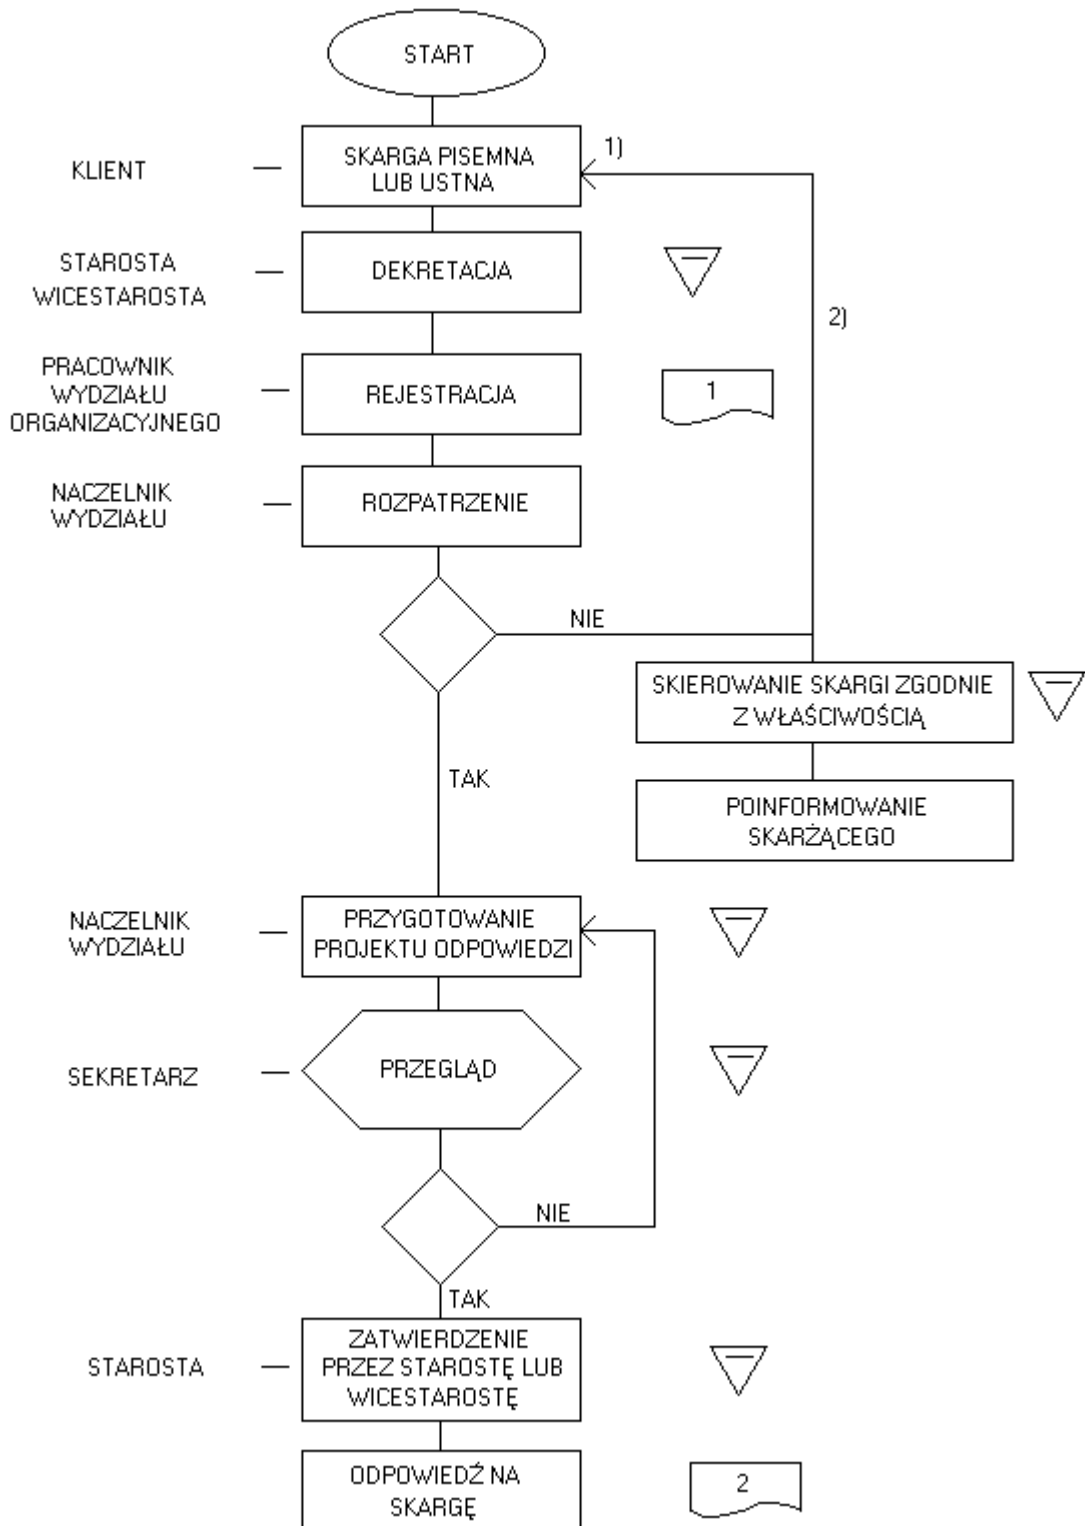 START
1)
KLIENT
SKARGA PISEMNA
LUB USTNA
STAROSTA
WICESTAROSTA
DEKRETACJA
2)
PRACOWNIK
WYDZIAŁU
ORGANIZACYJNEGO
REJESTRACJA
1
NACZELNIK
WYDZIAŁU
ROZPATRZENIE
NIE
SKIEROWANIE SKARGI ZGODNIE
Z WŁAŚCIWOŚCIĄ
TAK
POINFORMOWANIE
SKARŻĄCEGO
NACZELNIK
WYDZIAŁU
PRZYGOTOWANIE
PROJEKTU ODPOWIEDZI
SEKRETARZ
PRZEGLĄD
NIE
TAK
STAROSTA
ZATWIERDZENIE
PRZEZ STAROSTĘ LUB
WICESTAROSTĘ
ODPOWIEDŹ NA
SKARGĘ
2